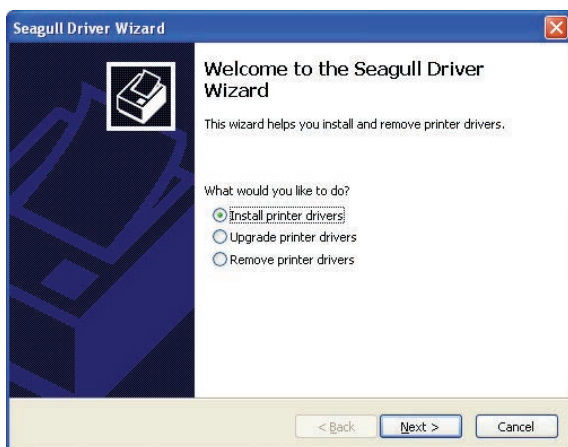 Seagull Driver Wizard
Welcome to the Seagull Driver
Wizard
This wizard helps you install and remove printer drivers.
What would you like to do?
Install printer drivers
Upgrade printer drivers
Remove printer drivers
< Back
Next >
Cancel